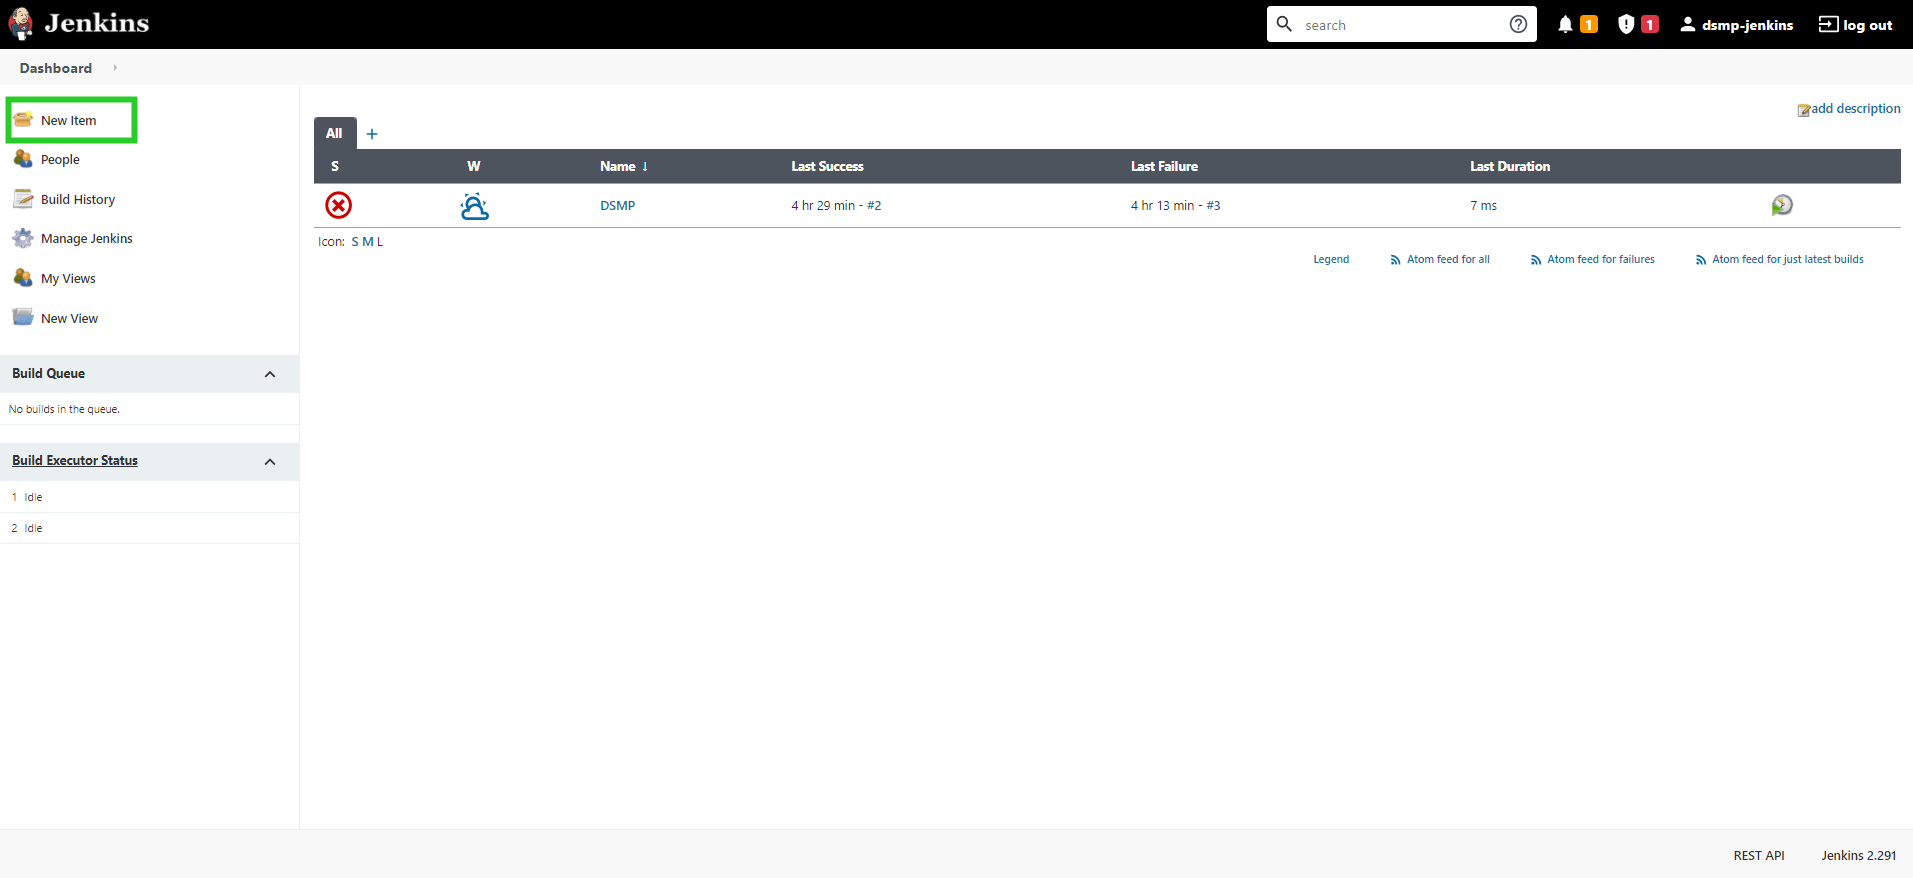 Jenkins
search
1
1
dsmp-jenkins
log out
Dashboard
New Item
People
Build History
Manage Jenkins
My Views
New View
Build Queue
No builds in the queue.
Build Executor Status
1 Idle
2 Idle
add description
All +
S W Name ↓ Last Success Last Failure Last Duration
DSMP 4 hr 29 min - #2 4 hr 13 min - #3 7 ms
Icon: S M L
Legend Atom feed for all Atom feed for failures Atom feed for just latest builds
REST API Jenkins 2.291